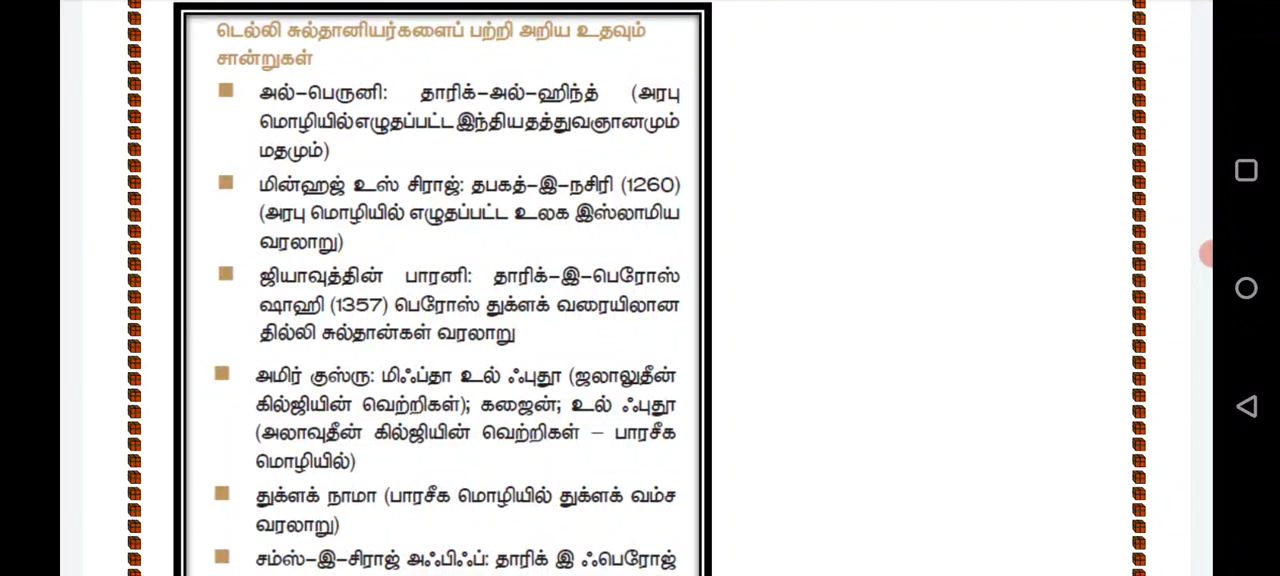 டெல்லி சுல்தானியர்களைப் பற்றி அறிய உதவும்
சான்றுகள்
அல்–பெருனி: தாரிக்–அல்–ஹிந்த் (அரபு
மொழியில் எழுதப்பட்ட இந்திய தத்துவஞானமும்
மதமும்)
மின்ஹஜ் உஸ் சிராஜ்: தபகத்–இ–நசிரி (1260)
(அரபு மொழியில் எழுதப்பட்ட உலக இஸ்லாமிய
வரலாறு)
ஜியாவுத்தின் பாரனி: தாரிக்–இ–பெரோஸ்
ஷாஹி (1357) பெரோஸ் துக்ளக் வரையிலான
தில்லி சுல்தான்கள் வரலாறு
அமிர் குஸ்ரு: மிஃப்தா உல் ஃபுதூ (ஜலாலுதீன்
கில்ஜியின் வெற்றிகள்); கஜைன்; உல் ஃபுதூ
(அலாவுதீன் கில்ஜியின் வெற்றிகள் – பாரசீக
மொழியில்)
துக்ளக் நாமா (பாரசீக மொழியில் துக்ளக் வம்ச
வரலாறு)
சம்ஸ்–இ–சிராஜ் அஃபிஃப்: தாரிக் இ ஃபெரோஜ்